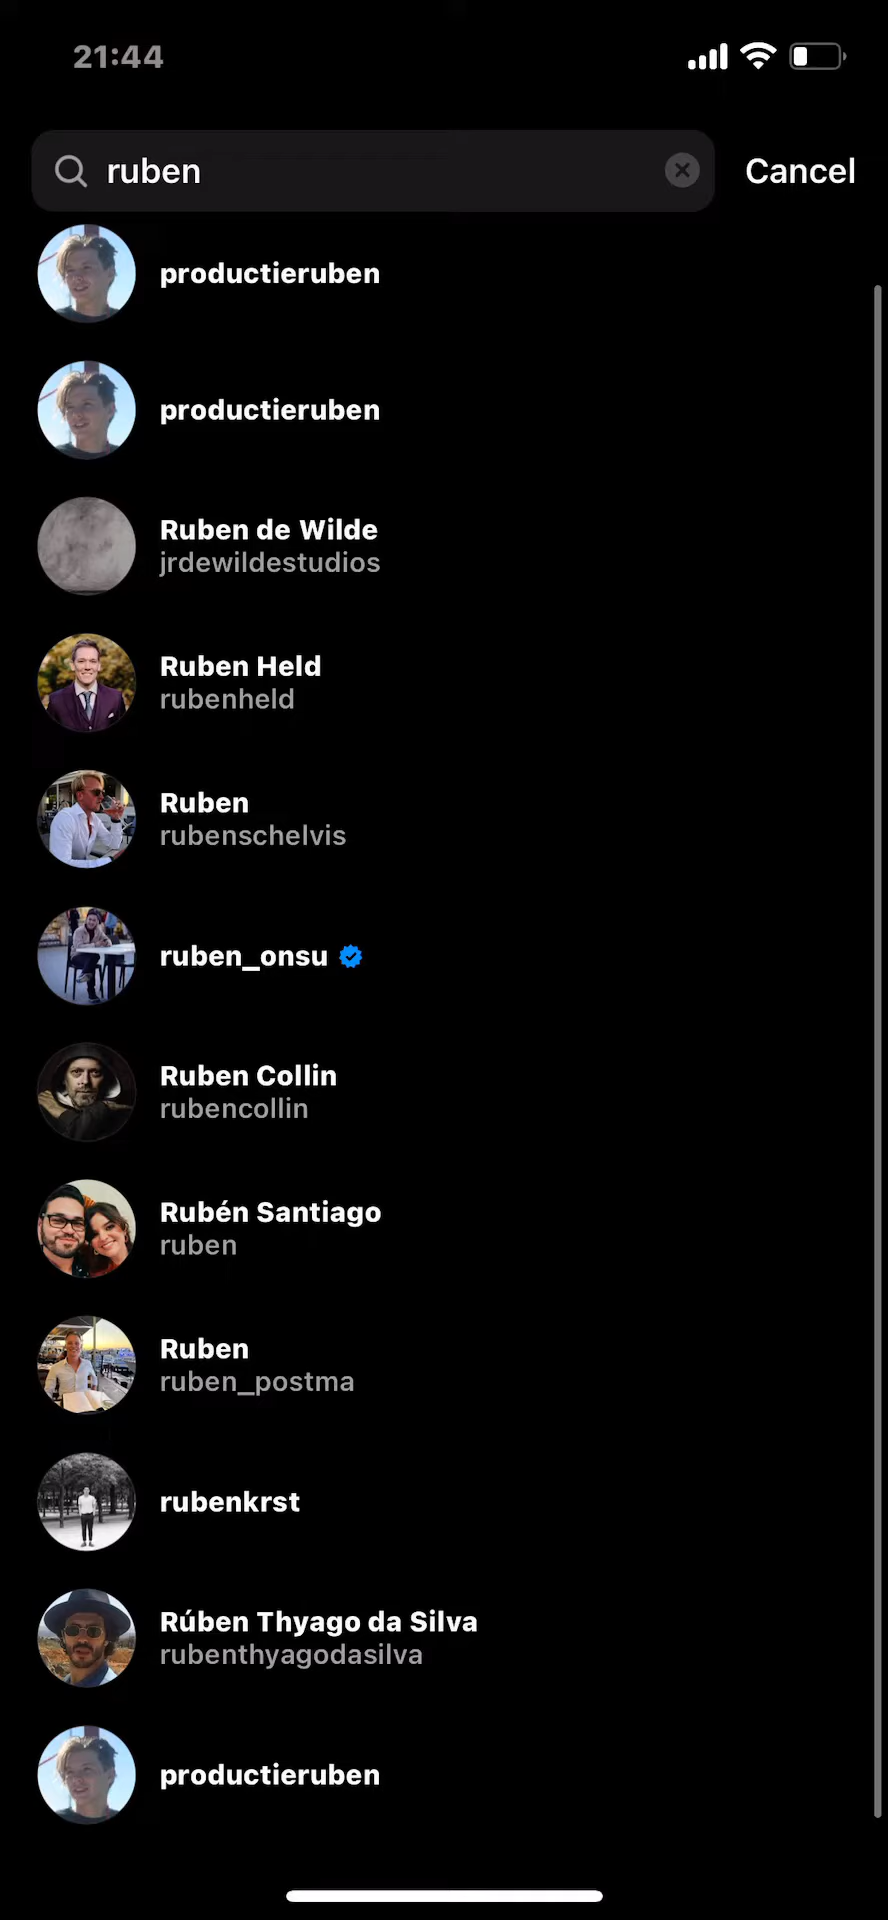 21:44
ruben
Cancel
productieruben
productieruben
Ruben de Wilde
jrdewildestudios
Ruben Held
rubenheld
Ruben
rubenschelvis
ruben_onsu
Ruben Collin
rubencollin
Rubén Santiago
ruben
Ruben
ruben_postma
rubenkrst
Rúben Thyago da Silva
rubenthyagodasilva
productieruben